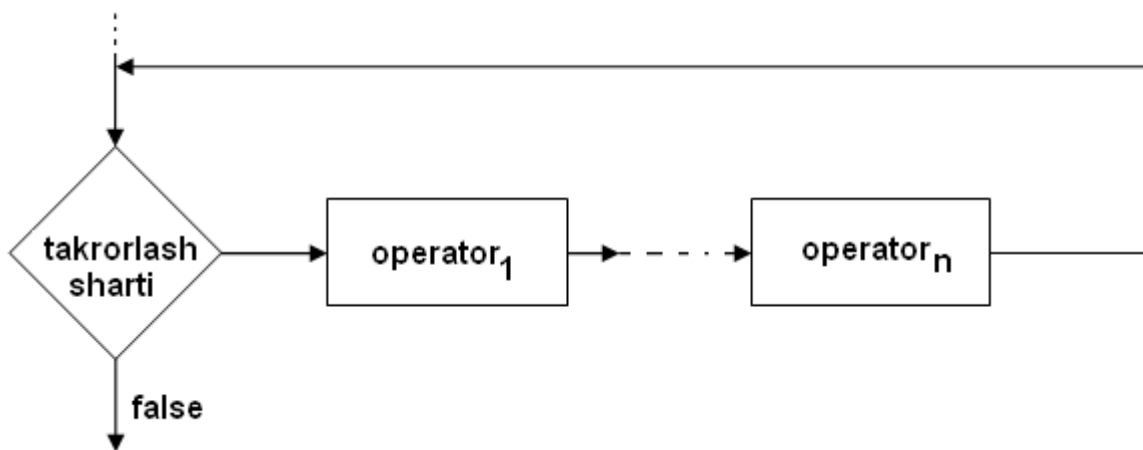 takrorlash
sharti
operator1
operatorn
false